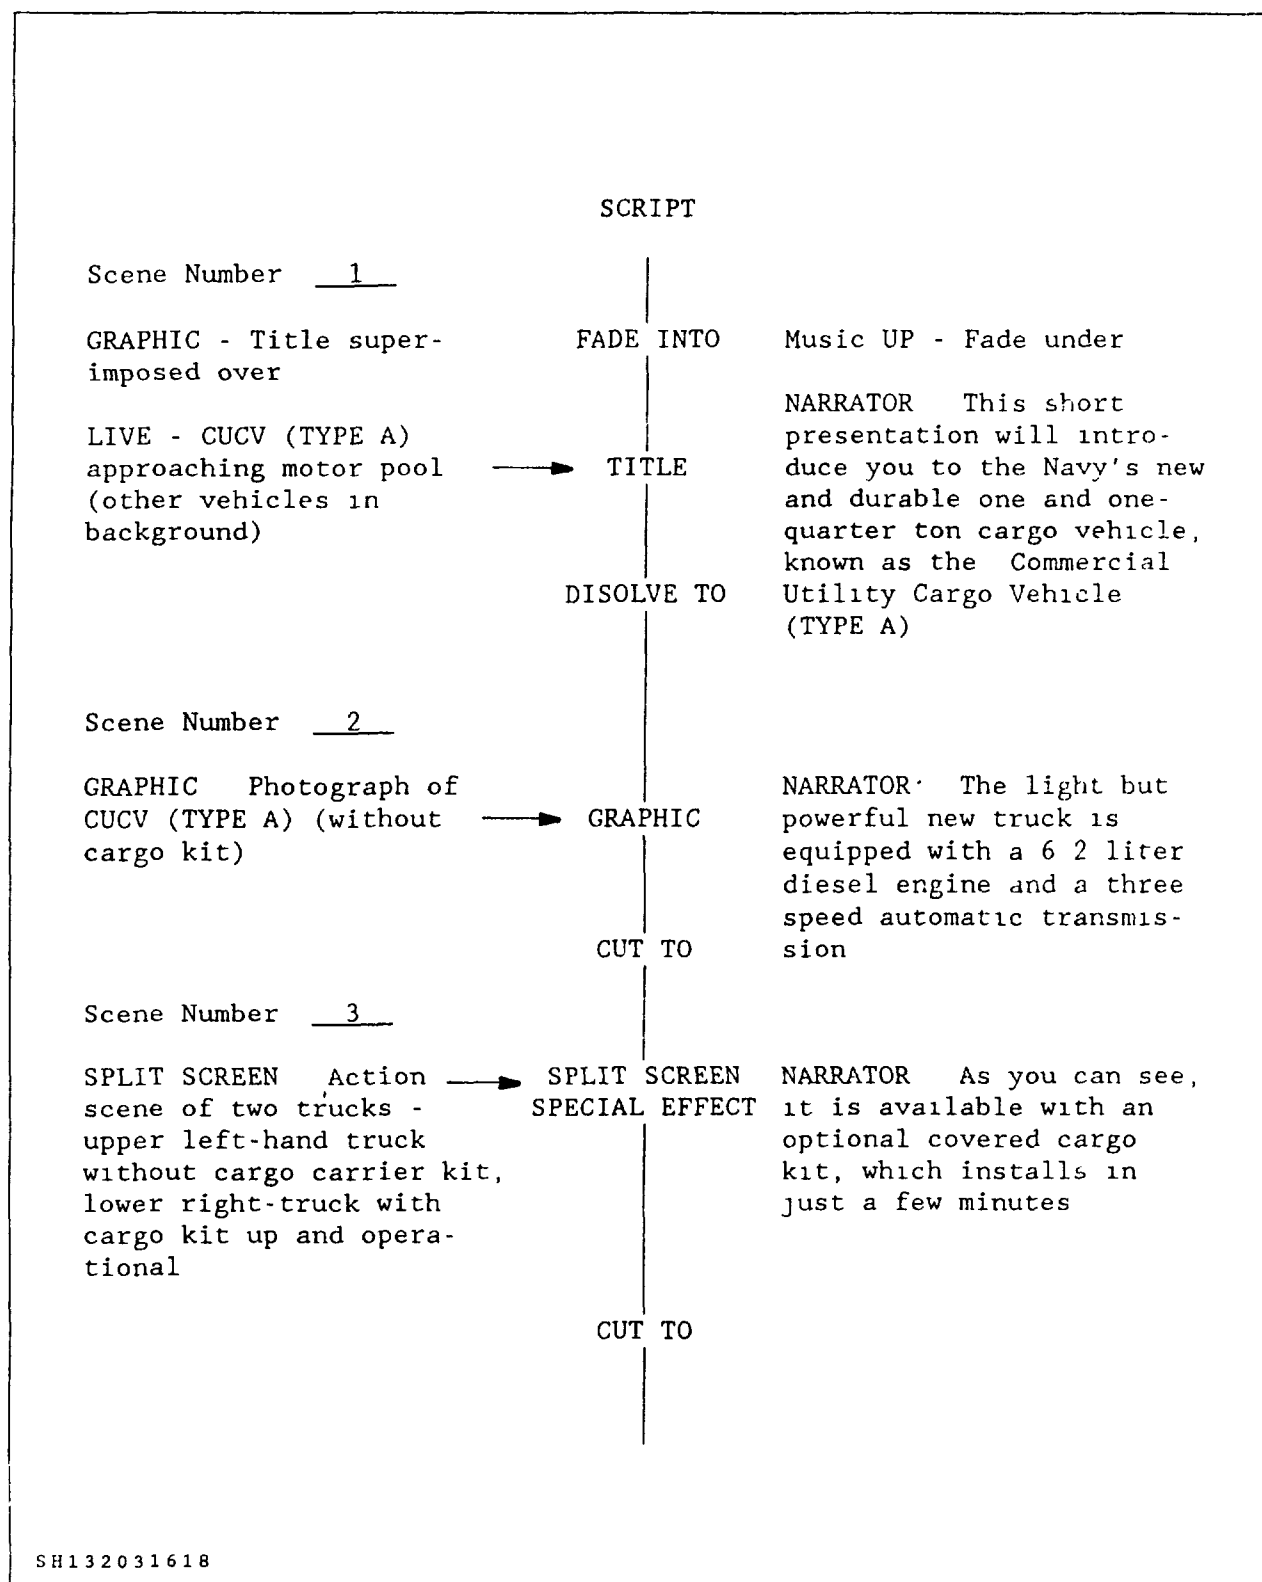 SCRIPT
Scene Number 1
GRAPHIC - Title super-
imposed over
LIVE - CUCV (TYPE A)
approaching motor pool
(other vehicles in
background)
FADE INTO
TITLE
DISOLVE TO
Music UP - Fade under
NARRATOR This short
presentation will intro-
duce you to the Navy's new
and durable one and one-
quarter ton cargo vehicle,
known as the Commercial
Utility Cargo Vehicle
(TYPE A)
Scene Number 2
GRAPHIC Photograph of
CUCV (TYPE A) (without
cargo kit)
GRAPHIC
CUT TO
NARRATOR: The light but
powerful new truck is
equipped with a 6 2 liter
diesel engine and a three
speed automatic transmis-
sion
Scene Number 3
SPLIT SCREEN Action
scene of two trucks -
upper left-hand truck
without cargo carrier kit,
lower right-truck with
cargo kit up and opera-
tional
SPLIT SCREEN
SPECIAL EFFECT
CUT TO
NARRATOR As you can see,
it is available with an
optional covered cargo
kit, which installs in
just a few minutes
SH132031618